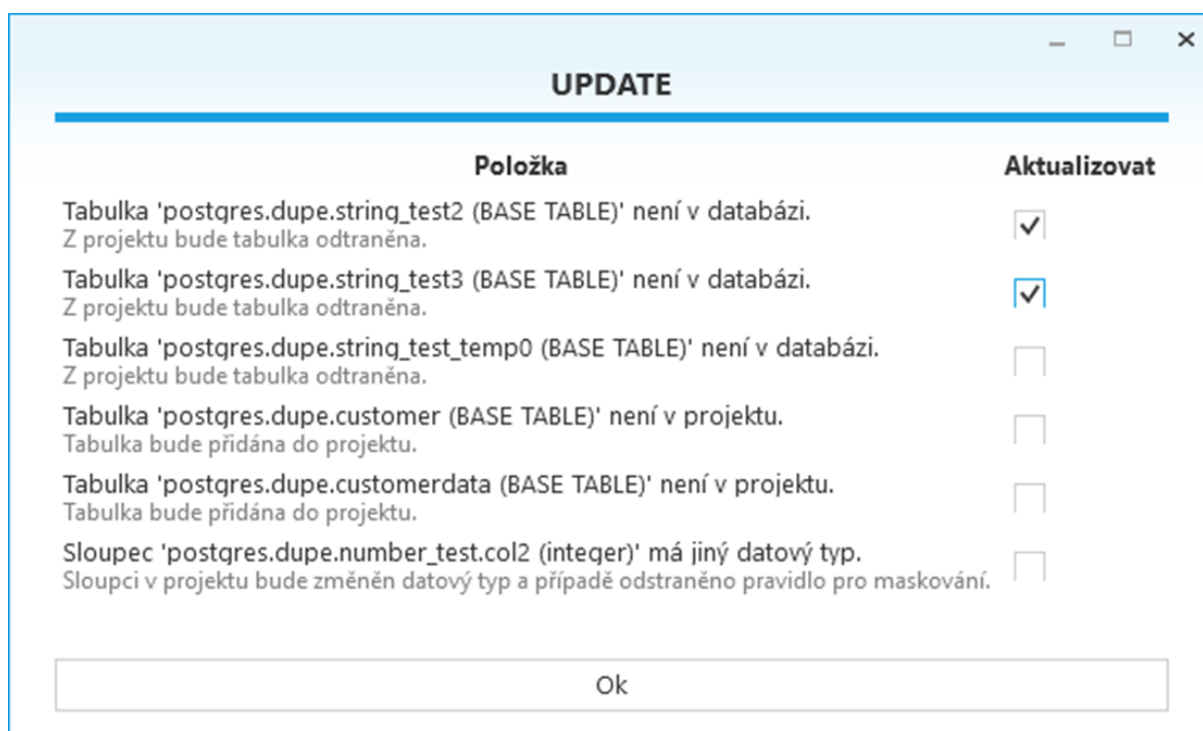 UPDATE
Položka Aktualizovat
Tabulka 'postgres.dupe.string_test2 (BASE TABLE)' není v databázi.
Z projektu bude tabulka odtraněna.
Tabulka 'postgres.dupe.string_test3 (BASE TABLE)' není v databázi.
Z projektu bude tabulka odtraněna.
Tabulka 'postgres.dupe.string_test_temp0 (BASE TABLE)' není v databázi.
Z projektu bude tabulka odtraněna.
Tabulka 'postgres.dupe.customer (BASE TABLE)' není v projektu.
Tabulka bude přidána do projektu.
Tabulka 'postgres.dupe.customerdata (BASE TABLE)' není v projektu.
Tabulka bude přidána do projektu.
Sloupec 'postgres.dupe.number_test.col2 (integer)' má jiný datový typ.
Sloupci v projektu bude změněn datový typ a případě odstraněno pravidlo pro maskování.
Ok